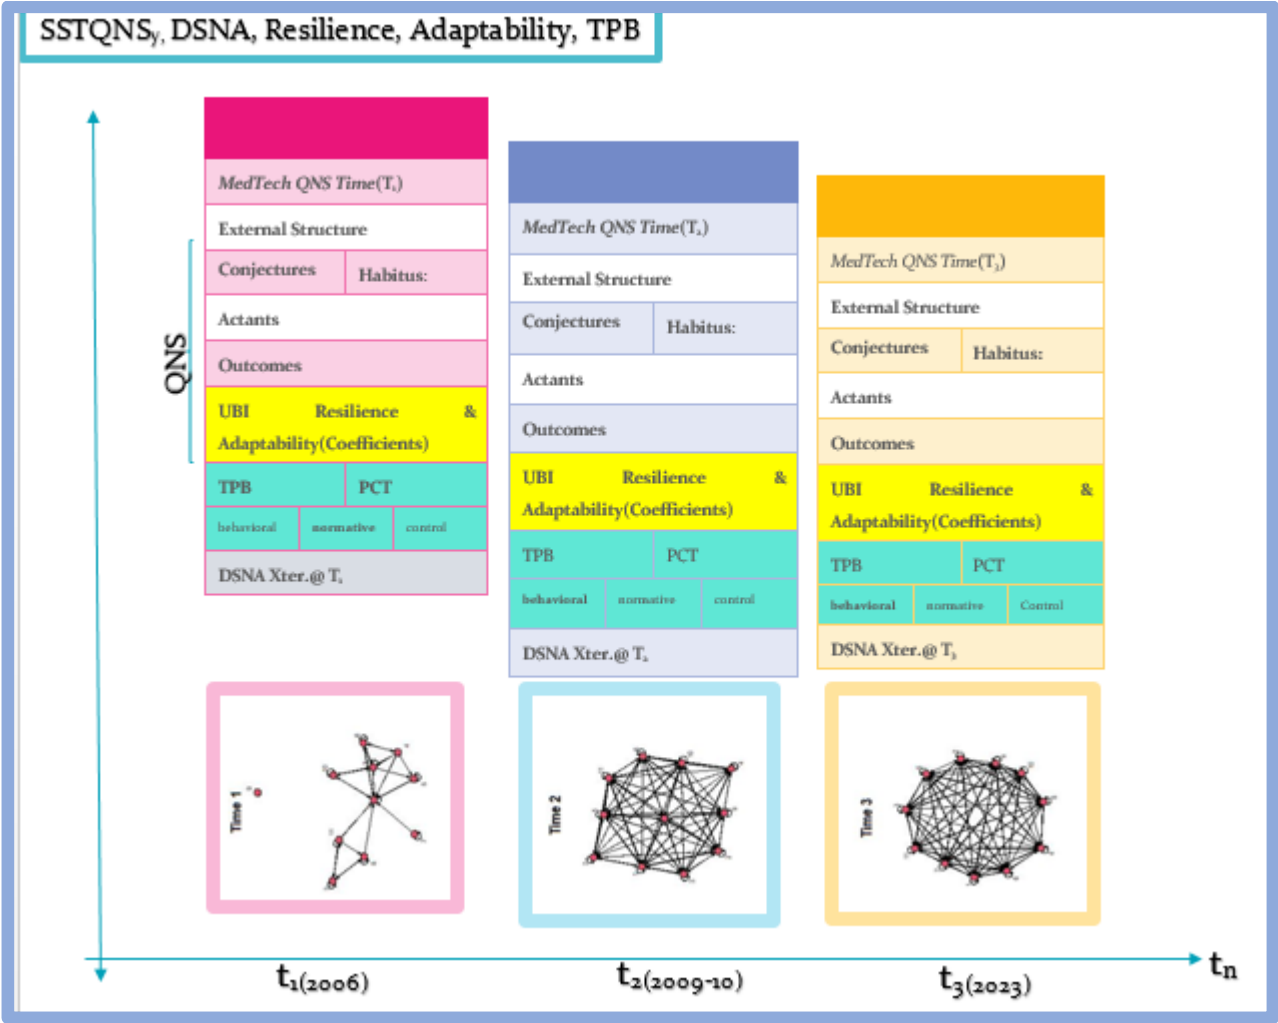 SSTQNSy, DSNA, Resilience, Adaptability, TPB
QNS
MedTech QNS Time(T₁)
External Structure
Conjectures Habitus:
Actants
Outcomes
UBI Resilience &
Adaptability(Coefficients)
TPB PCT
behavioral normative control
DSNA Xter.@ T₁
MedTech QNS Time(T₂)
External Structure
Conjectures Habitus:
Actants
Outcomes
UBI Resilience &
Adaptability(Coefficients)
TPB PCT
behavioral normative control
DSNA Xter.@ T₂
MedTech QNS Time(T₃)
External Structure
Conjectures Habitus:
Actants
Outcomes
UBI Resilience &
Adaptability(Coefficients)
TPB PCT
behavioral normative Control
DSNA Xter.@ T₃
Time 1
Time 2
Time 3
t₁(2006)
t₂(2009-10)
t₃(2023)
tn